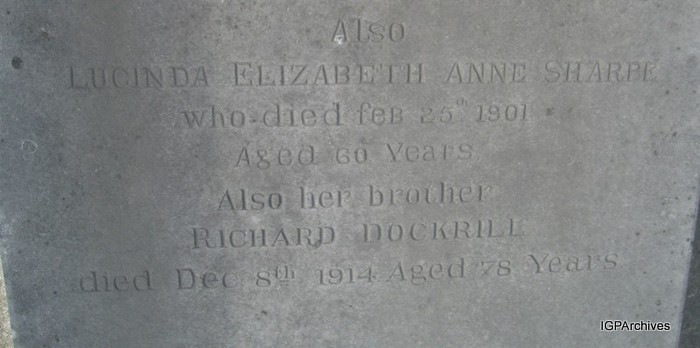 Also
LUCINDA ELIZABETH ANNE SHARPE
who died FEB 25th 1901
Aged 60 Years
Also her brother
RICHARD DOCKRILL
died Dec 8th 1914 Aged 78 Years
IGPArchives